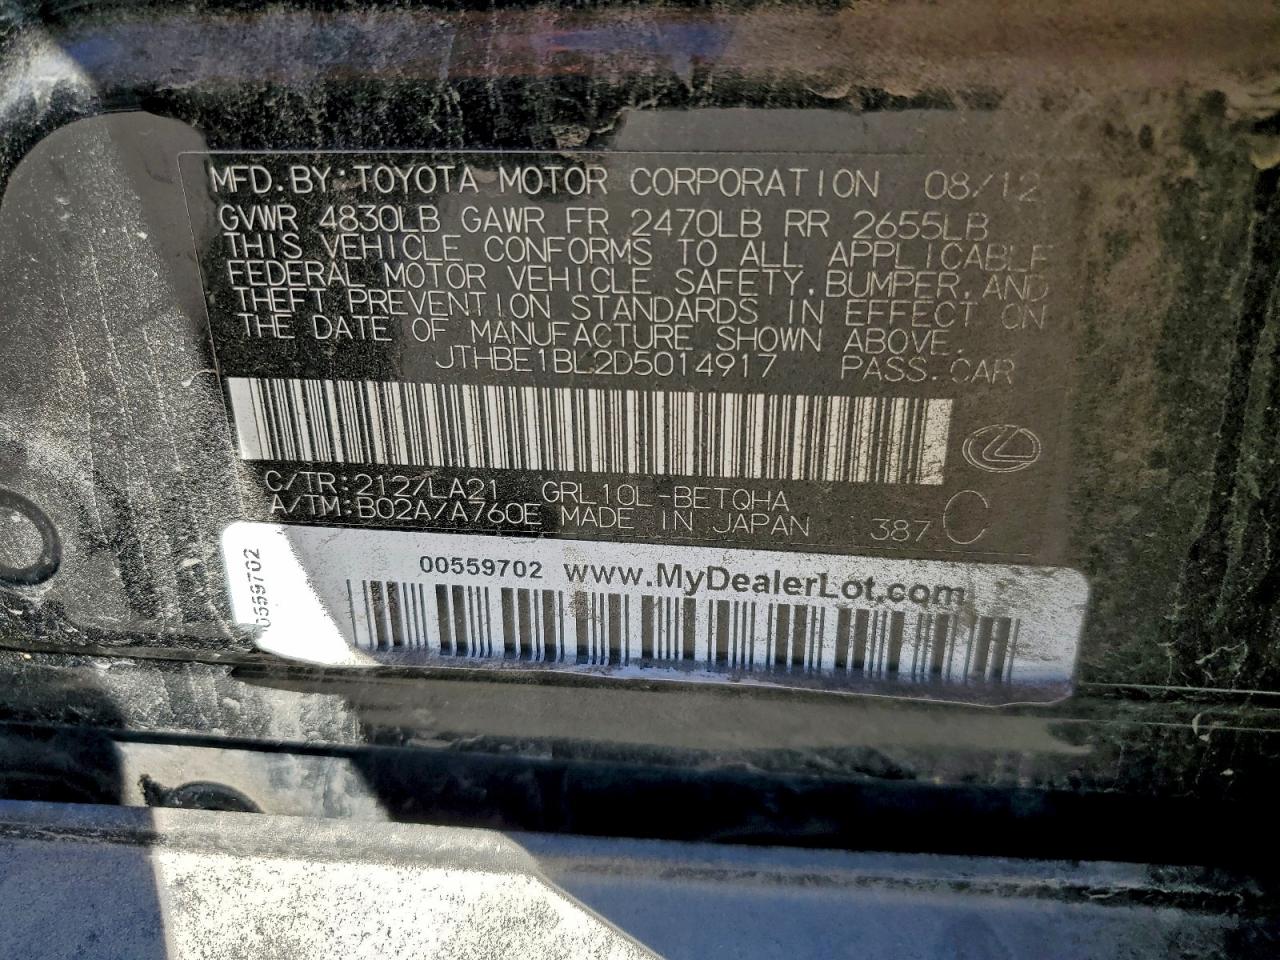 MFD.BY:TOYOTA MOTOR CORPORATION 08/12
GVWR 4830LB GAWR FR 2470LB RR 2655LB
THIS VEHICLE CONFORMS TO ALL APPLICABLE
FEDERAL MOTOR VEHICLE SAFETY,BUMPER,AND
THEFT PREVENTION STANDARDS IN EFFECT ON
THE DATE OF MANUFACTURE SHOWN ABOVE.
JTHBE1BL2D5014917 PASS.CAR
C/TR:212/LA21 GRL10L-BETQHA
A/TM:B02A/A760E MADE IN JAPAN 387 C
00559702 www.MyDealerLot.com
00559702